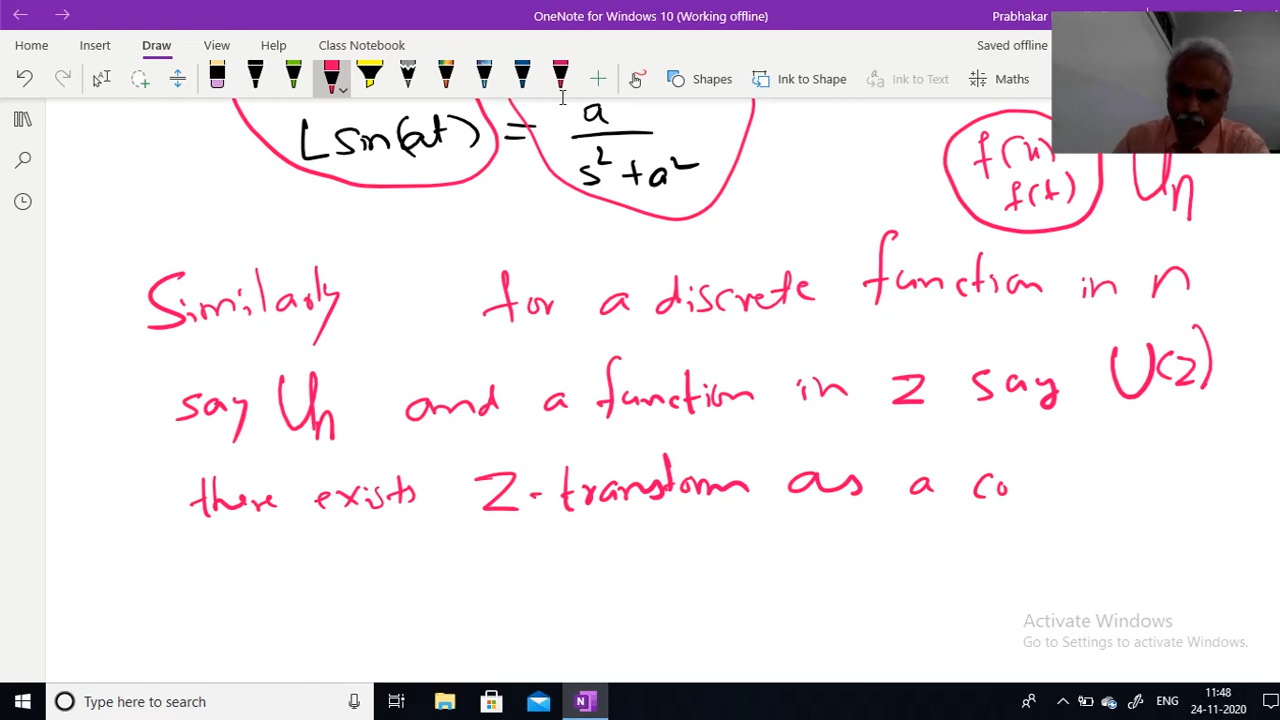 OneNote for Windows 10 (Working offline)
Prabhakar
Home Insert Draw View Help Class Notebook
Saved offline
Shapes Ink to Shape Ink to Text Maths
L sin(at) = a / s² + a²
f(x)
f(t)
Un
Similarly for a discrete function in n
say Un and a function in z say U(z)
there exists Z-transform as a co
Activate Windows
Go to Settings to activate Windows.
Type here to search
ENG
11:48
24-11-2020